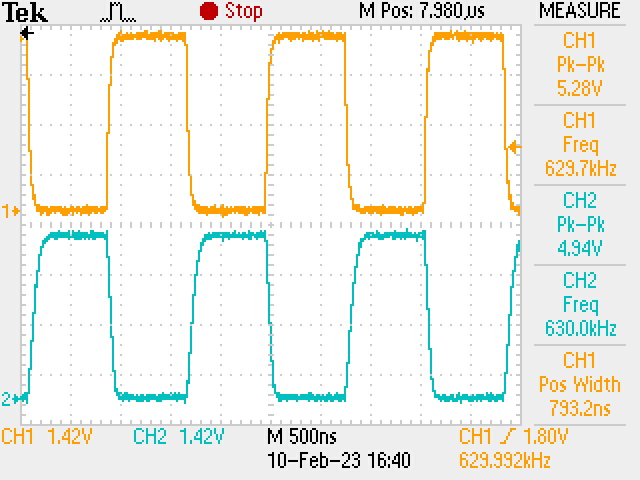 Tek Stop M Pos: 7.980µs MEASURE
CH1
Pk-Pk
5.28V
CH1
Freq
629.7kHz
CH2
Pk-Pk
4.94V
CH2
Freq
630.0kHz
CH1
Pos Width
793.2ns
1
2
CH1 1.42V CH2 1.42V M 500ns CH1 1.80V
10-Feb-23 16:40 629.992kHz